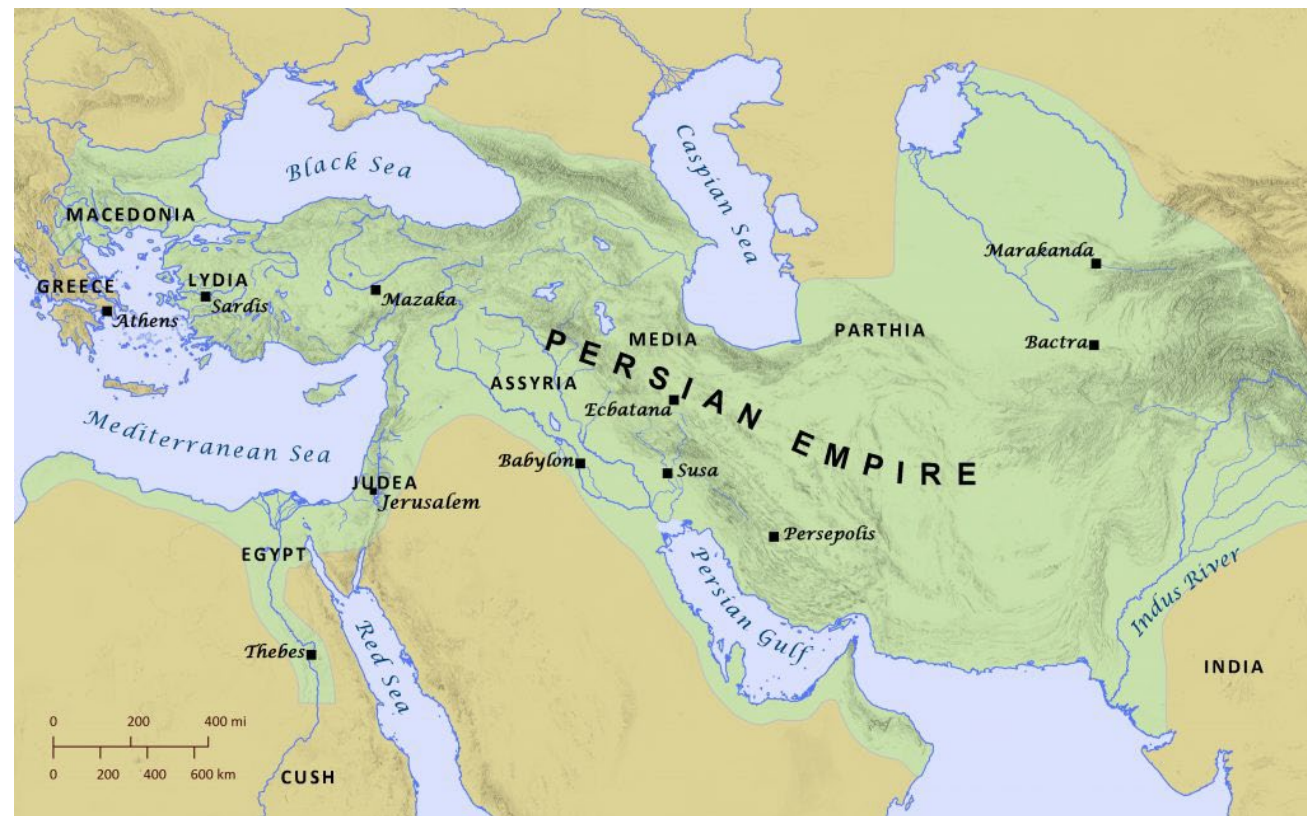 Black Sea
Caspian Sea
MACEDONIA
Marakanda
GREECE
LYDIA
Sardis
Mazaka
Athens
MEDIA
PARTHIA
Bactra
PERSIAN EMPIRE
ASSYRIA
Ecbatana
Mediterranean Sea
Babylon
Susa
JUDEA
Jerusalem
Persepolis
EGYPT
Persian Gulf
Indus River
Thebes
Red Sea
INDIA
0 200 400 mi
0 200 400 600 km
CUSH